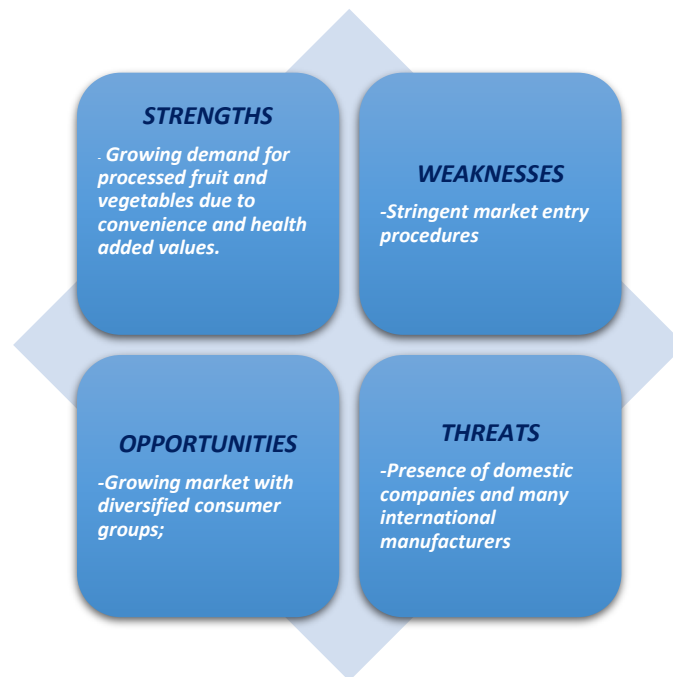 STRENGTHS
- Growing demand for
processed fruit and
vegetables due to
convenience and health
added values.
WEAKNESSES
-Stringent market entry
procedures
OPPORTUNITIES
-Growing market with
diversified consumer
groups;
THREATS
-Presence of domestic
companies and many
international
manufacturers